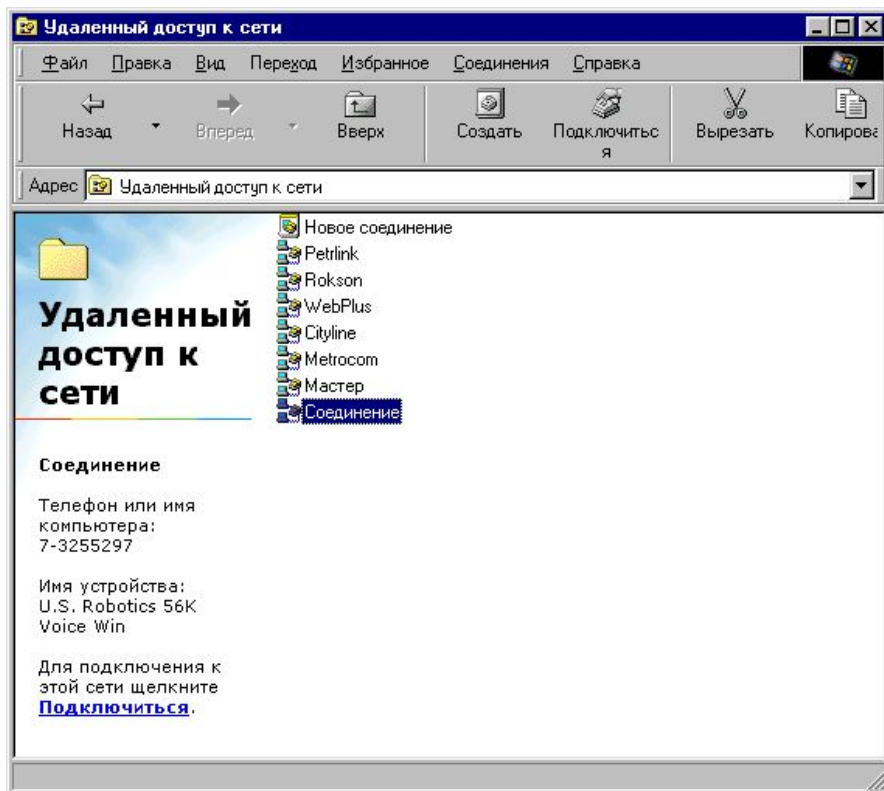 Удаленный доступ к сети
Файл Правка Вид Переход Избранное Соединения Справка
Назад Вперед Вверх Создать Подключитьс Вырезать Копирова
я
Адрес Удаленный доступ к сети
Новое соединение
Petrlink
Rokson
WebPlus
Cityline
Metrocom
Мастер
Соединение
Удаленный
доступ к
сети
Соединение
Телефон или имя
компьютера:
7-3255297
Имя устройства:
U.S. Robotics 56K
Voice Win
Для подключения к
этой сети щелкните
Подключиться.